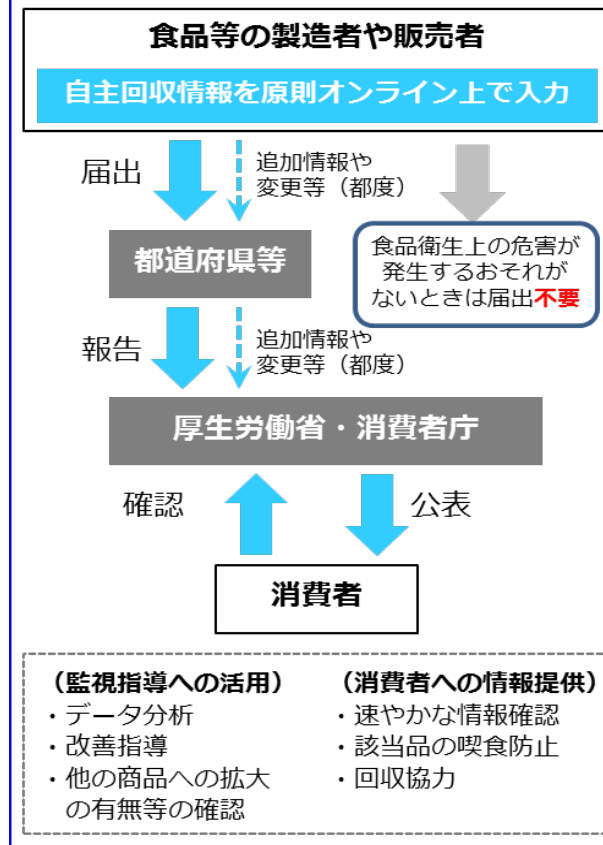 食品等の製造者や販売者
自主回収情報を原則オンライン上で入力
届出
追加情報や
変更等（都度）
食品衛生上の危害が
発生するおそれが
ないときは届出不要
都道府県等
報告
追加情報や
変更等（都度）
厚生労働省・消費者庁
確認
公表
消費者
（監視指導への活用）
・データ分析
・改善指導
・他の商品への拡大
の有無等の確認
（消費者への情報提供）
・速やかな情報確認
・該当品の喫食防止
・回収協力